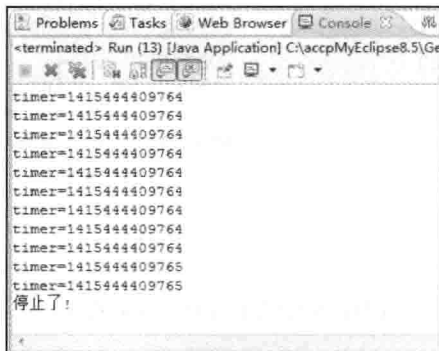 Problems Tasks Web Browser Console
<terminated> Run (13) [Java Application] C:\accpMyEclipse8.5\Ge
timer=1415444409764
timer=1415444409764
timer=1415444409764
timer=1415444409764
timer=1415444409764
timer=1415444409764
timer=1415444409764
timer=1415444409764
timer=1415444409764
timer=1415444409765
timer=1415444409765
停止了!